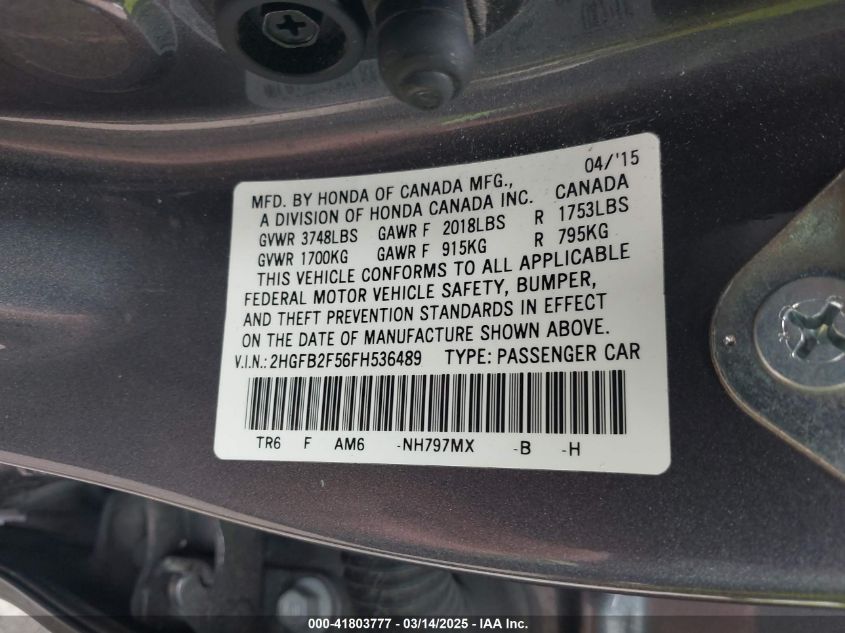 MFD. BY HONDA OF CANADA MFG., 04/'15
A DIVISION OF HONDA CANADA INC. CANADA
GVWR 3748LBS GAWR F 2018LBS R 1753LBS
GVWR 1700KG GAWR F 915KG R 795KG
THIS VEHICLE CONFORMS TO ALL APPLICABLE
FEDERAL MOTOR VEHICLE SAFETY, BUMPER,
AND THEFT PREVENTION STANDARDS IN EFFECT
ON THE DATE OF MANUFACTURE SHOWN ABOVE.
V.I.N.: 2HGFB2F56FH536489 TYPE: PASSENGER CAR
TR6 F AM6 -NH797MX -B -H
000-41803777 — 03/14/2025 — IAA Inc.